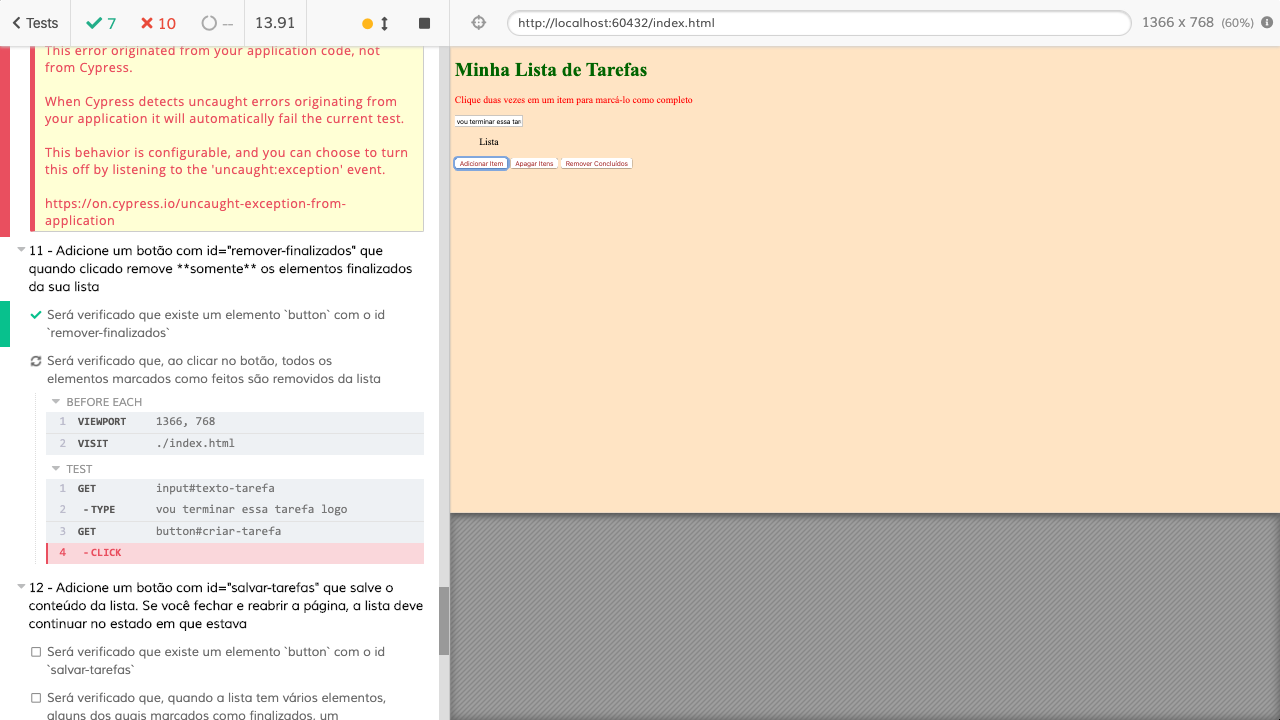 Tests
7
10
--
13.91
http://localhost:60432/index.html
1366 x 768 (60%)
This error originated from your application code, not
from Cypress.
When Cypress detects uncaught errors originating from
your application it will automatically fail the current test.
This behavior is configurable, and you can choose to turn
this off by listening to the 'uncaught:exception' event.
https://on.cypress.io/uncaught-exception-from-
application
11 - Adicione um botão com id="remover-finalizados" que
quando clicado remove **somente** os elementos finalizados
da sua lista
Será verificado que existe um elemento `button` com o id
`remover-finalizados`
Será verificado que, ao clicar no botão, todos os
elementos marcados como feitos são removidos da lista
BEFORE EACH
1 VIEWPORT 1366, 768
2 VISIT ./index.html
TEST
1 GET input#texto-tarefa
2 -TYPE vou terminar essa tarefa logo
3 GET button#criar-tarefa
4 -CLICK
12 - Adicione um botão com id="salvar-tarefas" que salve o
conteúdo da lista. Se você fechar e reabrir a página, a lista deve
continuar no estado em que estava
Será verificado que existe um elemento `button` com o id
`salvar-tarefas`
Será verificado que, quando a lista tem vários elementos,
alguns dos quais marcados como finalizados, um
Minha Lista de Tarefas
Clique duas vezes em um item para marcá-lo como completo
vou terminar essa tar
Lista
Adicionar Item Apagar Itens Remover Concluídos